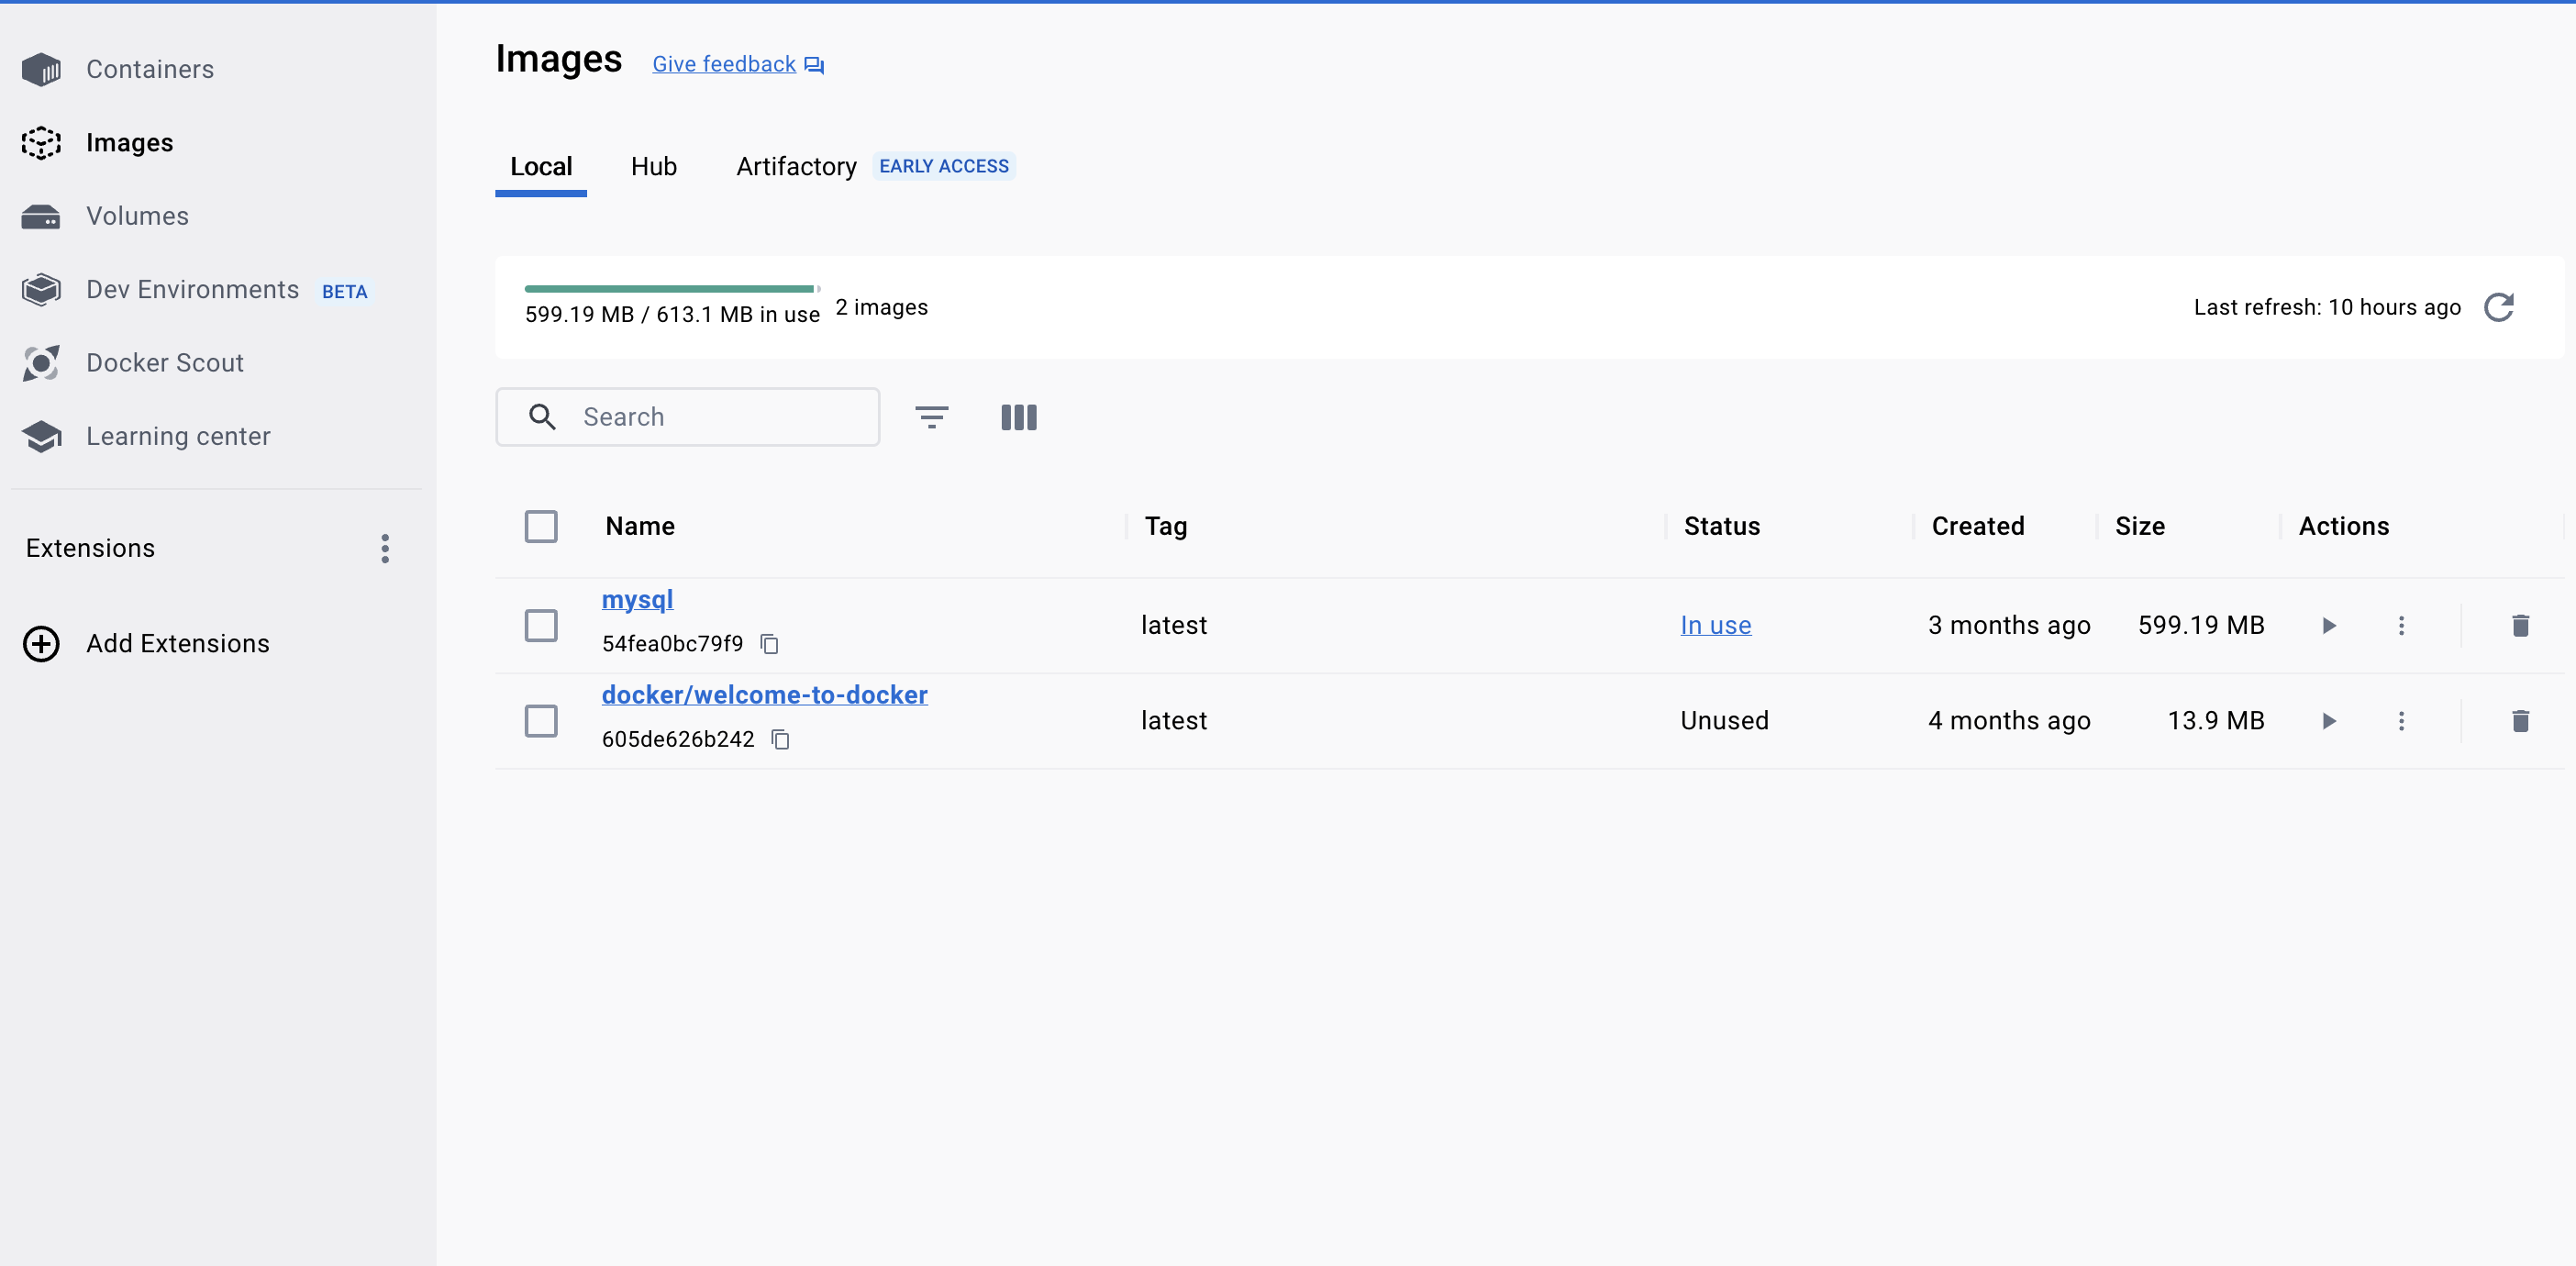 Containers
Images
Volumes
Dev Environments BETA
Docker Scout
Learning center
Extensions
Add Extensions
Images Give feedback
Local Hub Artifactory EARLY ACCESS
599.19 MB / 613.1 MB in use 2 images Last refresh: 10 hours ago
Search
Name Tag Status Created Size Actions
mysql
54fea0bc79f9 latest In use 3 months ago 599.19 MB
docker/welcome-to-docker
605de626b242 latest Unused 4 months ago 13.9 MB